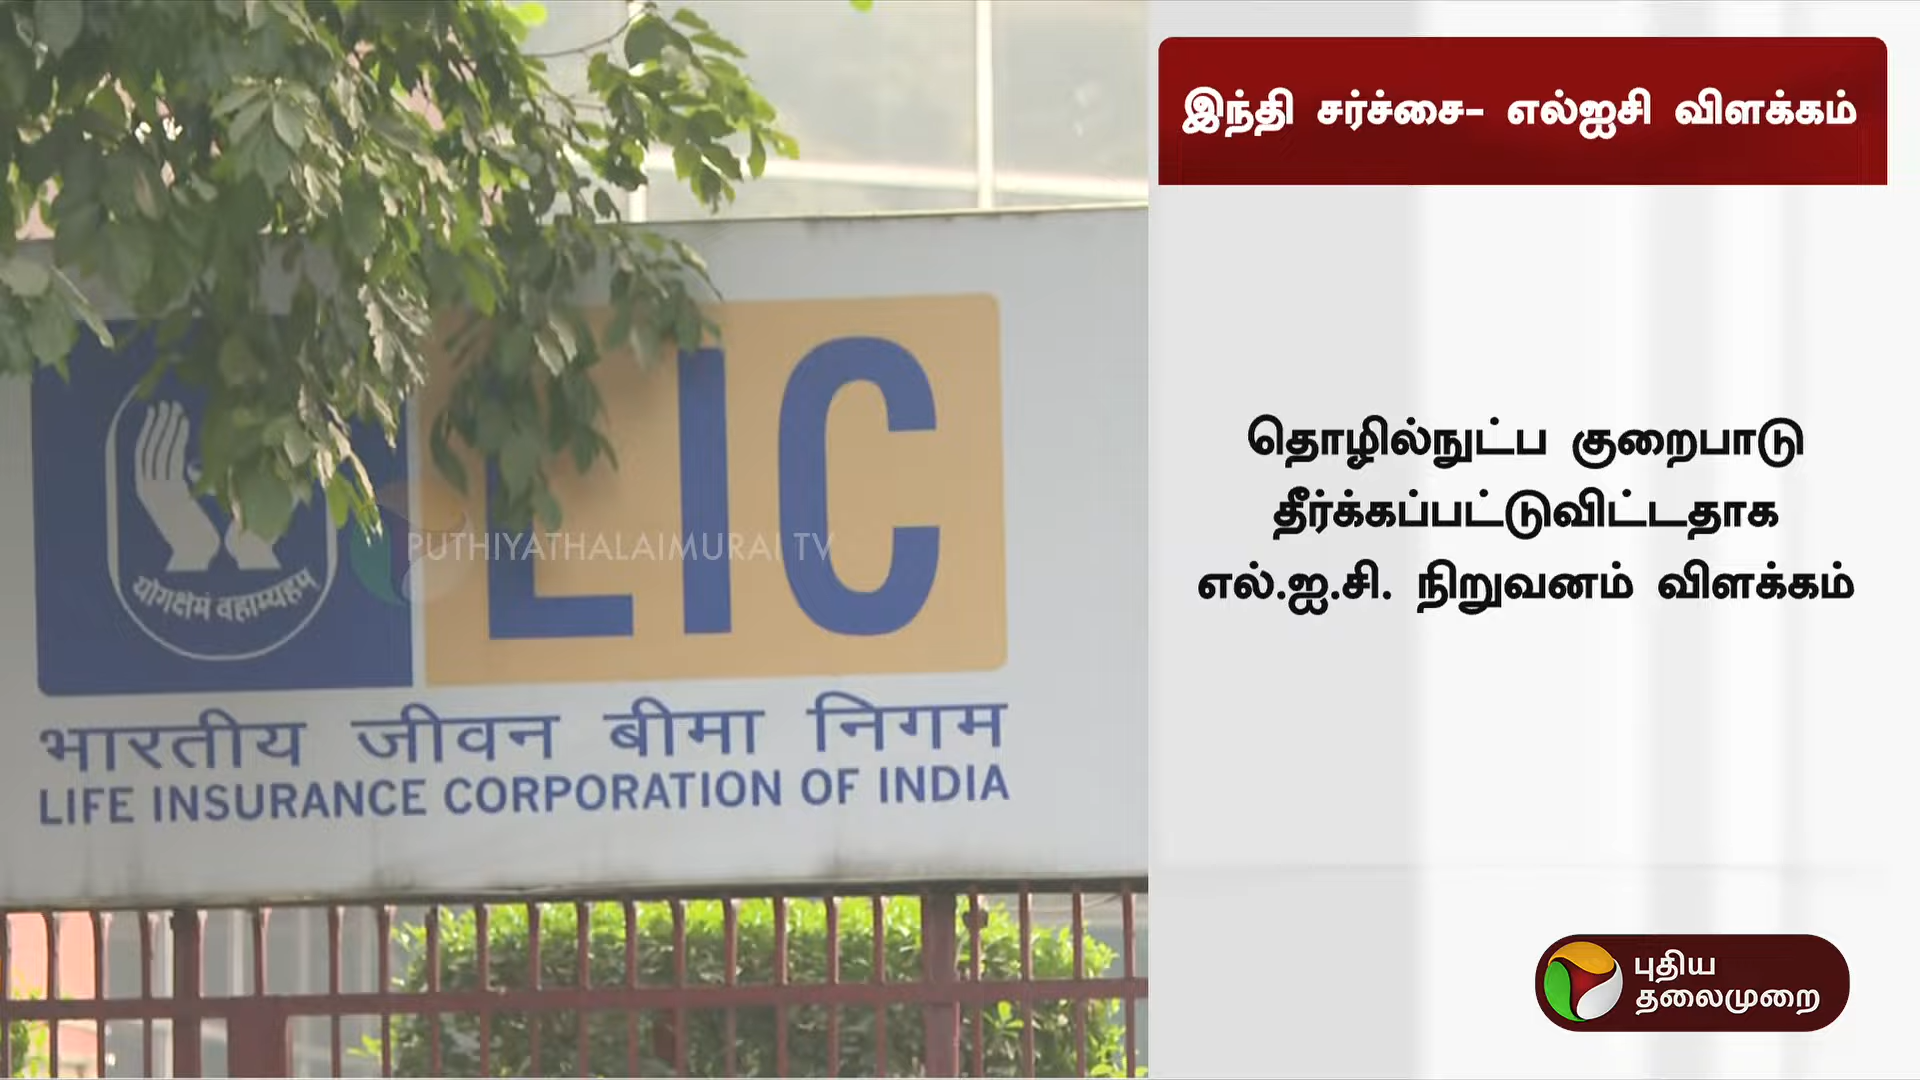 இந்தி சர்ச்சை- எல்ஐசி விளக்கம்
தொழில்நுட்ப குறைபாடு
தீர்க்கப்பட்டுவிட்டதாக
எல்.ஐ.சி. நிறுவனம் விளக்கம்
LIC
योगक्षेमं वहाम्यहम्
PUTHIYATHALAIMURAI TV
भारतीय जीवन बीमा निगम
LIFE INSURANCE CORPORATION OF INDIA
புதிய
தலைமுறை